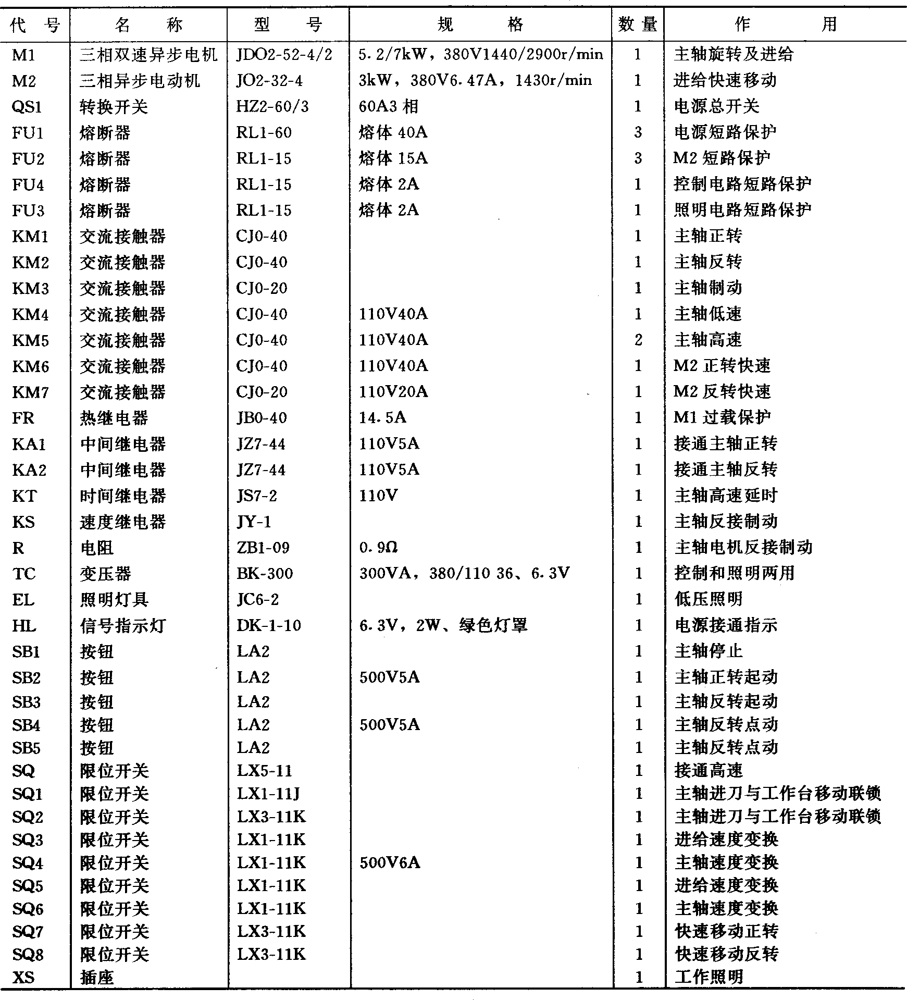 代 号 名 称 型 号 规 格 数量 作 用
M1 三相双速异步电机 JDO2-52-4/2 5.2/7kW，380V1440/2900r/min 1 主轴旋转及进给
M2 三相异步电动机 JO2-32-4 3kW，380V6.47A，1430r/min 1 进给快速移动
QS1 转换开关 HZ2-60/3 60A3相 1 电源总开关
FU1 熔断器 RL1-60 熔体 40A 3 电源短路保护
FU2 熔断器 RL1-15 熔体 15A 3 M2 短路保护
FU4 熔断器 RL1-15 熔体 2A 1 控制电路短路保护
FU3 熔断器 RL1-15 熔体 2A 1 照明电路短路保护
KM1 交流接触器 CJ0-40 1 主轴正转
KM2 交流接触器 CJ0-40 1 主轴反转
KM3 交流接触器 CJ0-20 1 主轴制动
KM4 交流接触器 CJ0-40 110V40A 1 主轴低速
KM5 交流接触器 CJ0-40 110V40A 2 主轴高速
KM6 交流接触器 CJ0-40 110V40A 1 M2 正转快速
KM7 交流接触器 CJ0-20 110V20A 1 M2 反转快速
FR 热继电器 JB0-40 14.5A 1 M1 过载保护
KA1 中间继电器 JZ7-44 110V5A 1 接通主轴正转
KA2 中间继电器 JZ7-44 110V5A 1 接通主轴反转
KT 时间继电器 JS7-2 110V 1 主轴高速延时
KS 速度继电器 JY-1 1 主轴反接制动
R 电阻 ZB1-09 0.9Ω 1 主轴电机反接制动
TC 变压器 BK-300 300VA，380/110 36、6.3V 1 控制和照明两用
EL 照明灯具 JC6-2 1 低压照明
HL 信号指示灯 DK-1-10 6.3V，2W、绿色灯罩 1 电源接通指示
SB1 按钮 LA2 1 主轴停止
SB2 按钮 LA2 500V5A 1 主轴正转起动
SB3 按钮 LA2 1 主轴反转起动
SB4 按钮 LA2 500V5A 1 主轴反转点动
SB5 按钮 LA2 1 主轴反转点动
SQ 限位开关 LX5-11 1 接通高速
SQ1 限位开关 LX1-11J 1 主轴进刀与工作台移动联锁
SQ2 限位开关 LX3-11K 1 主轴进刀与工作台移动联锁
SQ3 限位开关 LX1-11K 1 进给速度变换
SQ4 限位开关 LX1-11K 500V6A 1 主轴速度变换
SQ5 限位开关 LX1-11K 1 进给速度变换
SQ6 限位开关 LX1-11K 1 主轴速度变换
SQ7 限位开关 LX3-11K 1 快速移动正转
SQ8 限位开关 LX3-11K 1 快速移动反转
XS 插座 1 工作照明